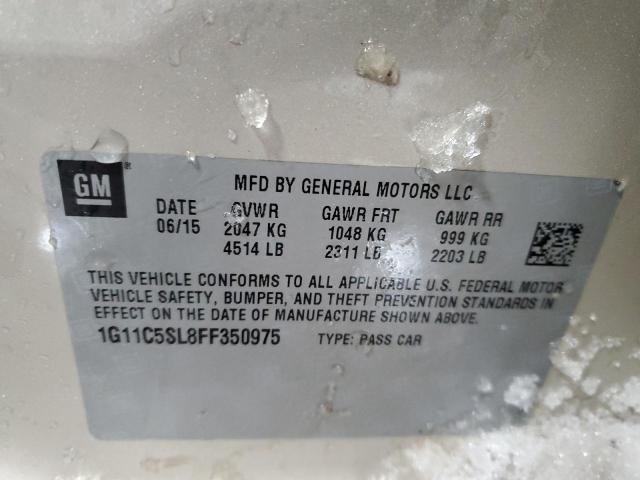 GM ®
MFD BY GENERAL MOTORS LLC
DATE GVWR GAWR FRT GAWR RR
06/15 2047 KG 1048 KG 999 KG
4514 LB 2311 LB 2203 LB
THIS VEHICLE CONFORMS TO ALL APPLICABLE U.S. FEDERAL MOTOR
VEHICLE SAFETY, BUMPER, AND THEFT PREVENTION STANDARDS IN
EFFECT ON THE DATE OF MANUFACTURE SHOWN ABOVE.
1G11C5SL8FF350975 TYPE: PASS CAR